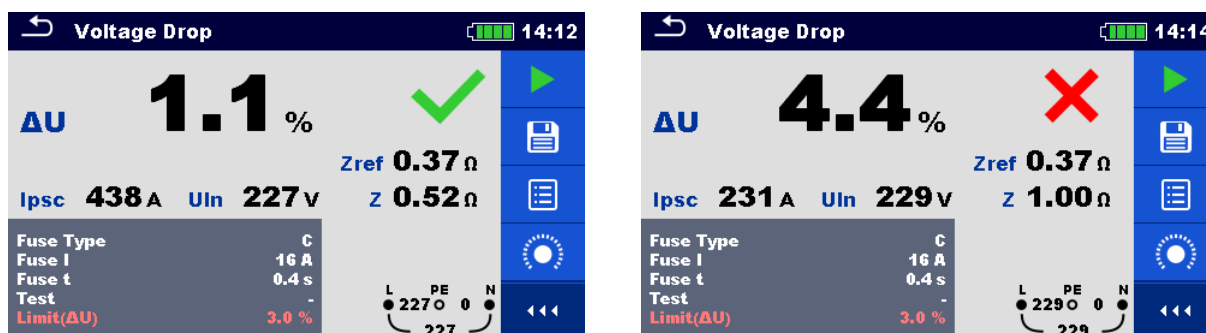 Voltage Drop 14:12
ΔU 1.1 %
Zref 0.37 Ω
Ipsc 438 A Uln 227 V Z 0.52 Ω
Fuse Type C
Fuse I 16 A
Fuse t 0.4 s
Test -
Limit(ΔU) 3.0 %
L PE N
227 0
227
Voltage Drop 14:14
ΔU 4.4 %
Zref 0.37 Ω
Ipsc 231 A Uln 229 V Z 1.00 Ω
Fuse Type C
Fuse I 16 A
Fuse t 0.4 s
Test -
Limit(ΔU) 3.0 %
L PE N
229 0
229